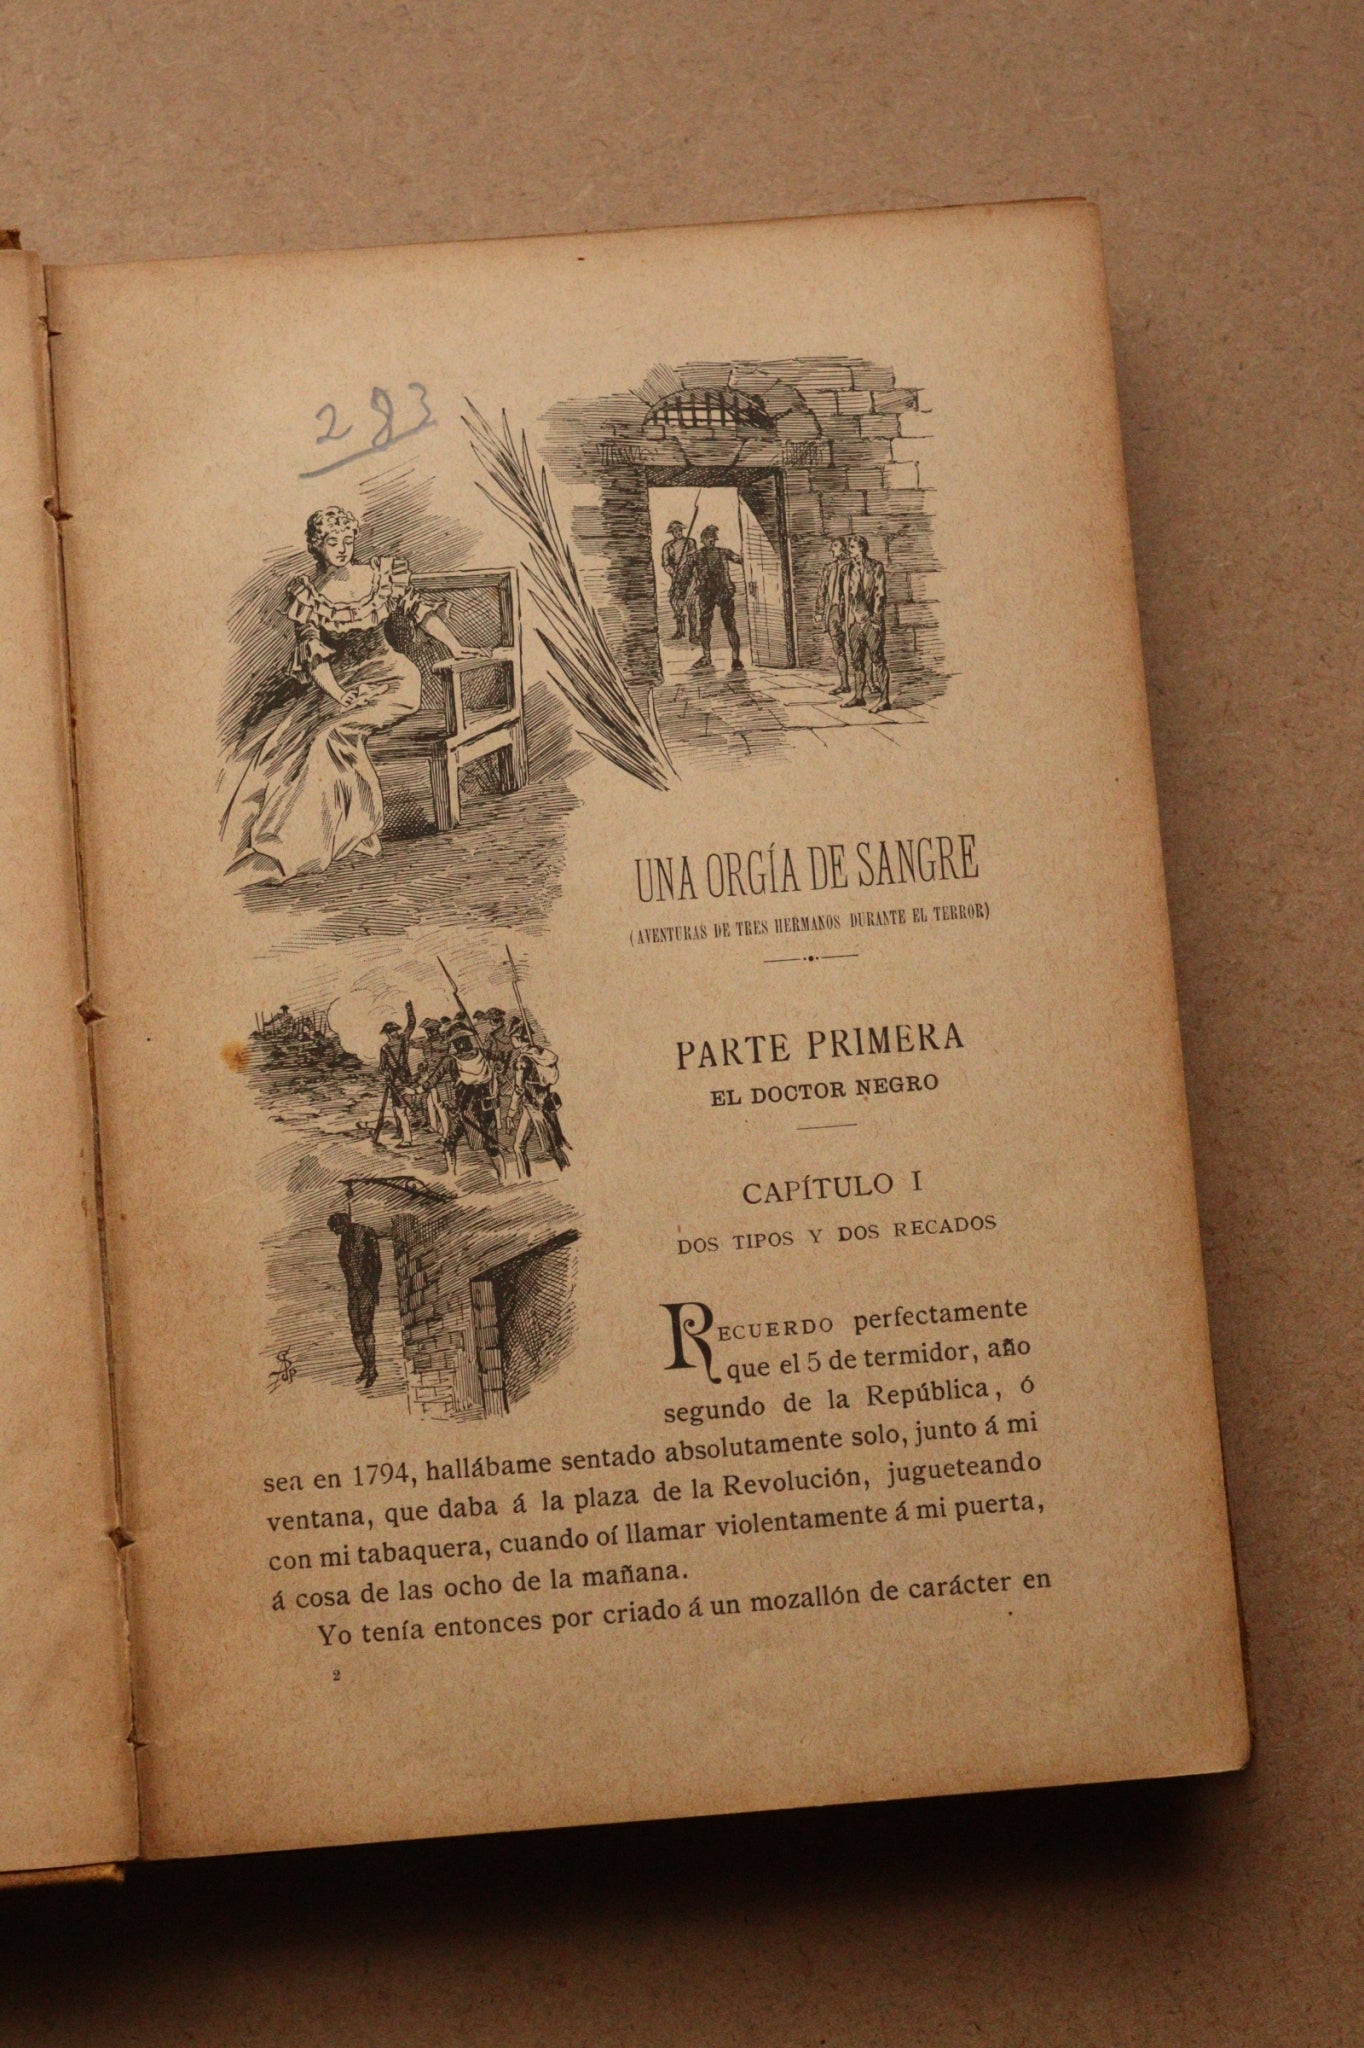 283
UNA ORGÍA DE SANGRE
(AVENTURAS DE TRES HERMANOS DURANTE EL TERROR)
PARTE PRIMERA
EL DOCTOR NEGRO
CAPÍTULO I
DOS TIPOS Y DOS RECADOS
RECUERDO perfectamente
que el 5 de termidor, año
segundo de la República, ó
sea en 1794, hallábame sentado absolutamente solo, junto á mi
ventana, que daba á la plaza de la Revolución, jugueteando
con mi tabaquera, cuando oí llamar violentamente á mi puerta,
á cosa de las ocho de la mañana.
Yo tenía entonces por criado á un mozallón de carácter en
2